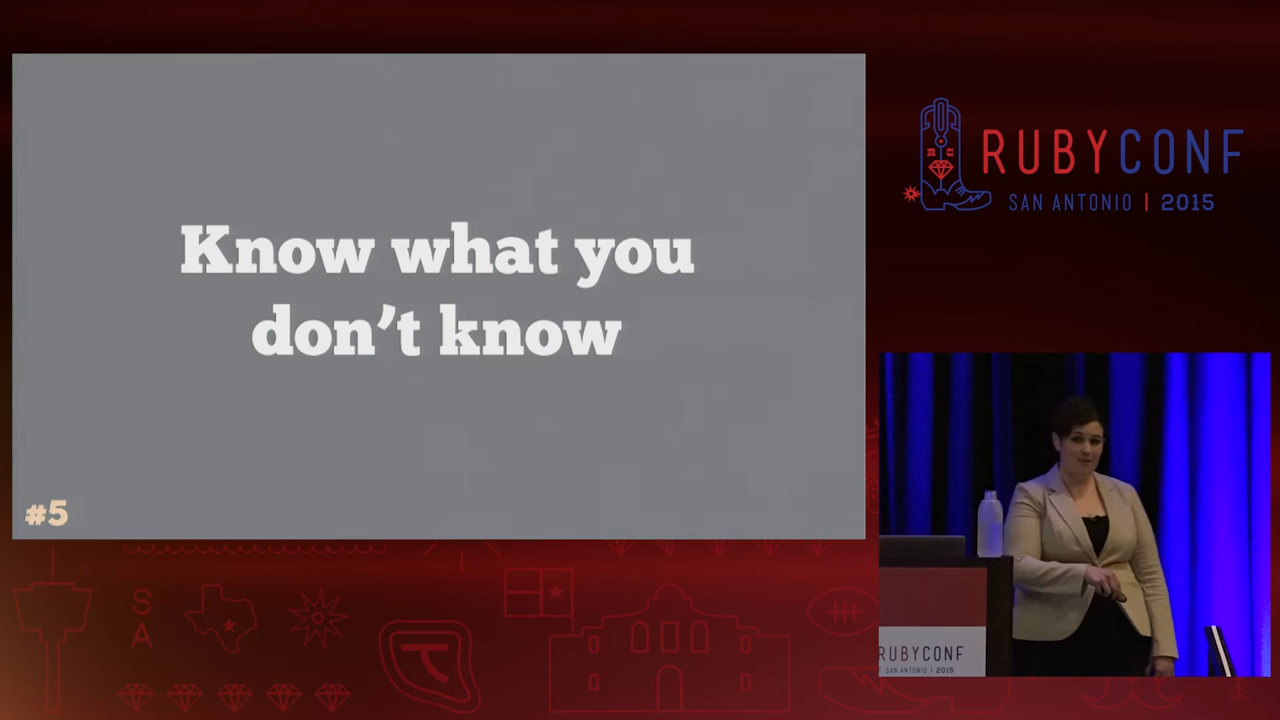 Know what you
don't know
#5
RUBYCONF
SAN ANTONIO | 2015
RUBYCONF
SAN ANTONIO | 2015
S
A